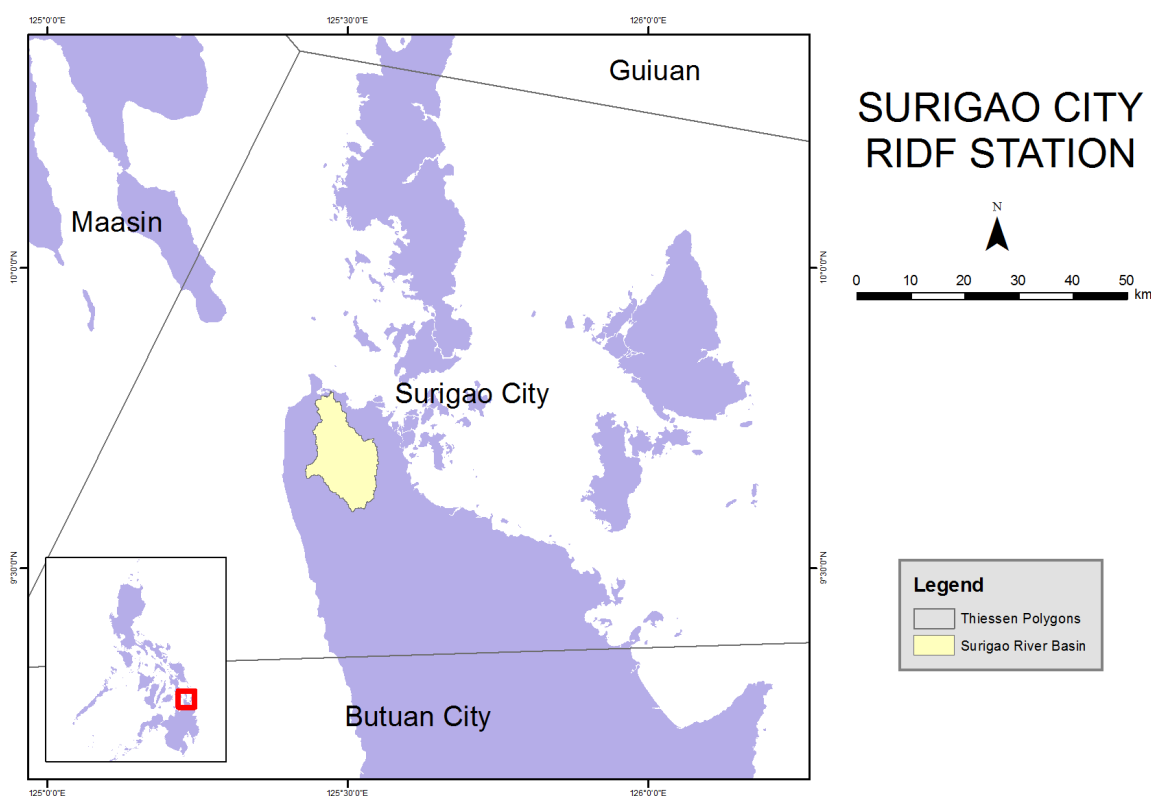 125°0'0"E
125°30'0"E
126°0'0"E
Guiuan
SURIGAO CITY
RIDF STATION
N
Maasin
10°0'0"N
10°0'0"N
0 10 20 30 40 50
km
Surigao City
9°30'0"N
9°30'0"N
Legend
Thiessen Polygons
Surigao River Basin
Butuan City
125°0'0"E
125°30'0"E
126°0'0"E